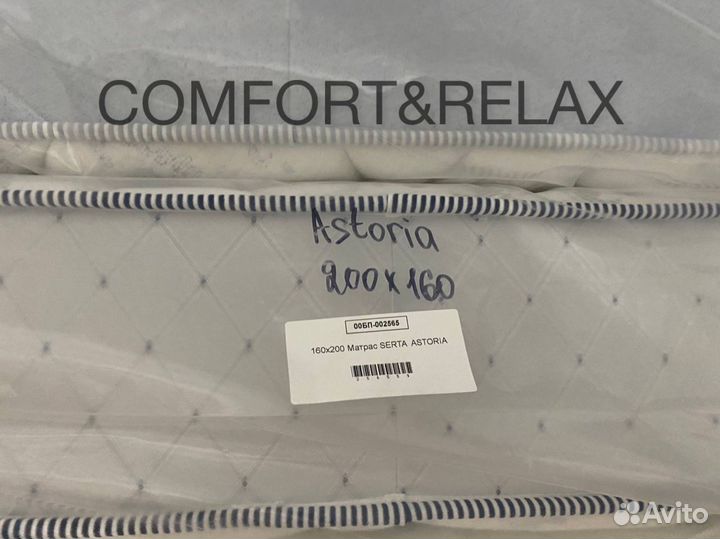 COMFORT&RELAX
Astoria
200x160
00БП-002565
160x200 Матрас SERTA ASTORIA
Avito